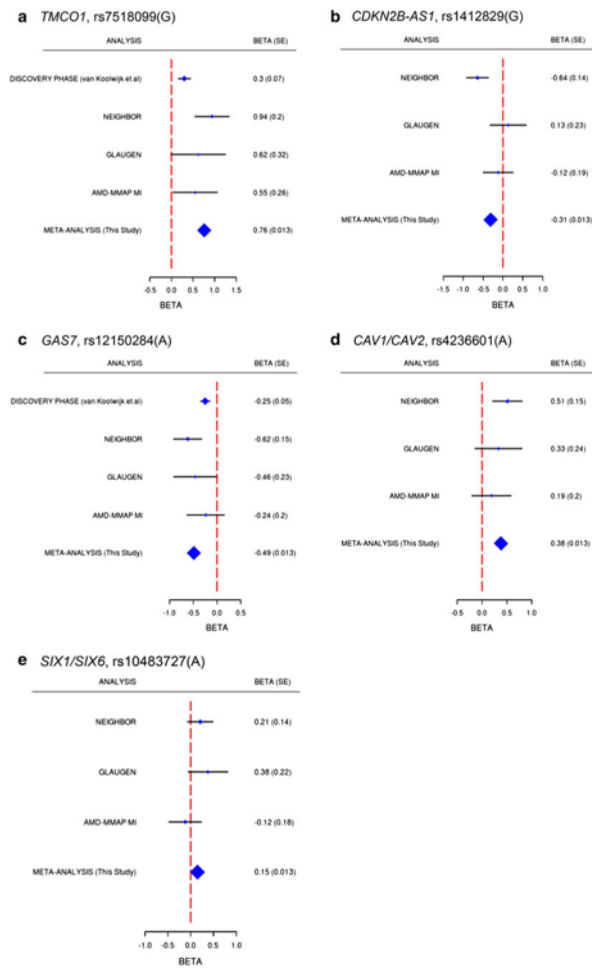 a TMCO1, rs7518099(G)
ANALYSIS BETA (SE)
DISCOVERY PHASE (van Koolwijk et al) 0.3 (0.07)
NEIGHBOR 0.94 (0.2)
GLAUGEN 0.62 (0.32)
AMD-MMAP MI 0.55 (0.26)
META-ANALYSIS (This Study) 0.76 (0.013)
-0.5 0.0 0.5 1.0 1.5
BETA
b CDKN2B-AS1, rs1412829(G)
ANALYSIS BETA (SE)
NEIGHBOR -0.64 (0.14)
GLAUGEN 0.13 (0.23)
AMD-MMAP MI -0.12 (0.19)
META-ANALYSIS (This Study) -0.31 (0.013)
-1.5 -1.0 -0.5 0.0 0.5 1.0
BETA
c GAS7, rs12150284(A)
ANALYSIS BETA (SE)
DISCOVERY PHASE (van Koolwijk et al) -0.25 (0.05)
NEIGHBOR -0.62 (0.15)
GLAUGEN -0.46 (0.23)
AMD-MMAP MI -0.24 (0.2)
META-ANALYSIS (This Study) -0.49 (0.013)
-1.0 -0.5 0.0 0.5
BETA
d CAV1/CAV2, rs4236601(A)
ANALYSIS BETA (SE)
NEIGHBOR 0.51 (0.15)
GLAUGEN 0.33 (0.24)
AMD-MMAP MI 0.19 (0.2)
META-ANALYSIS (This Study) 0.38 (0.013)
-0.5 0.0 0.5 1.0
BETA
e SIX1/SIX6, rs10483727(A)
ANALYSIS BETA (SE)
NEIGHBOR 0.21 (0.14)
GLAUGEN 0.38 (0.22)
AMD-MMAP MI -0.12 (0.18)
META-ANALYSIS (This Study) 0.15 (0.013)
-1.0 -0.5 0.0 0.5 1.0
BETA